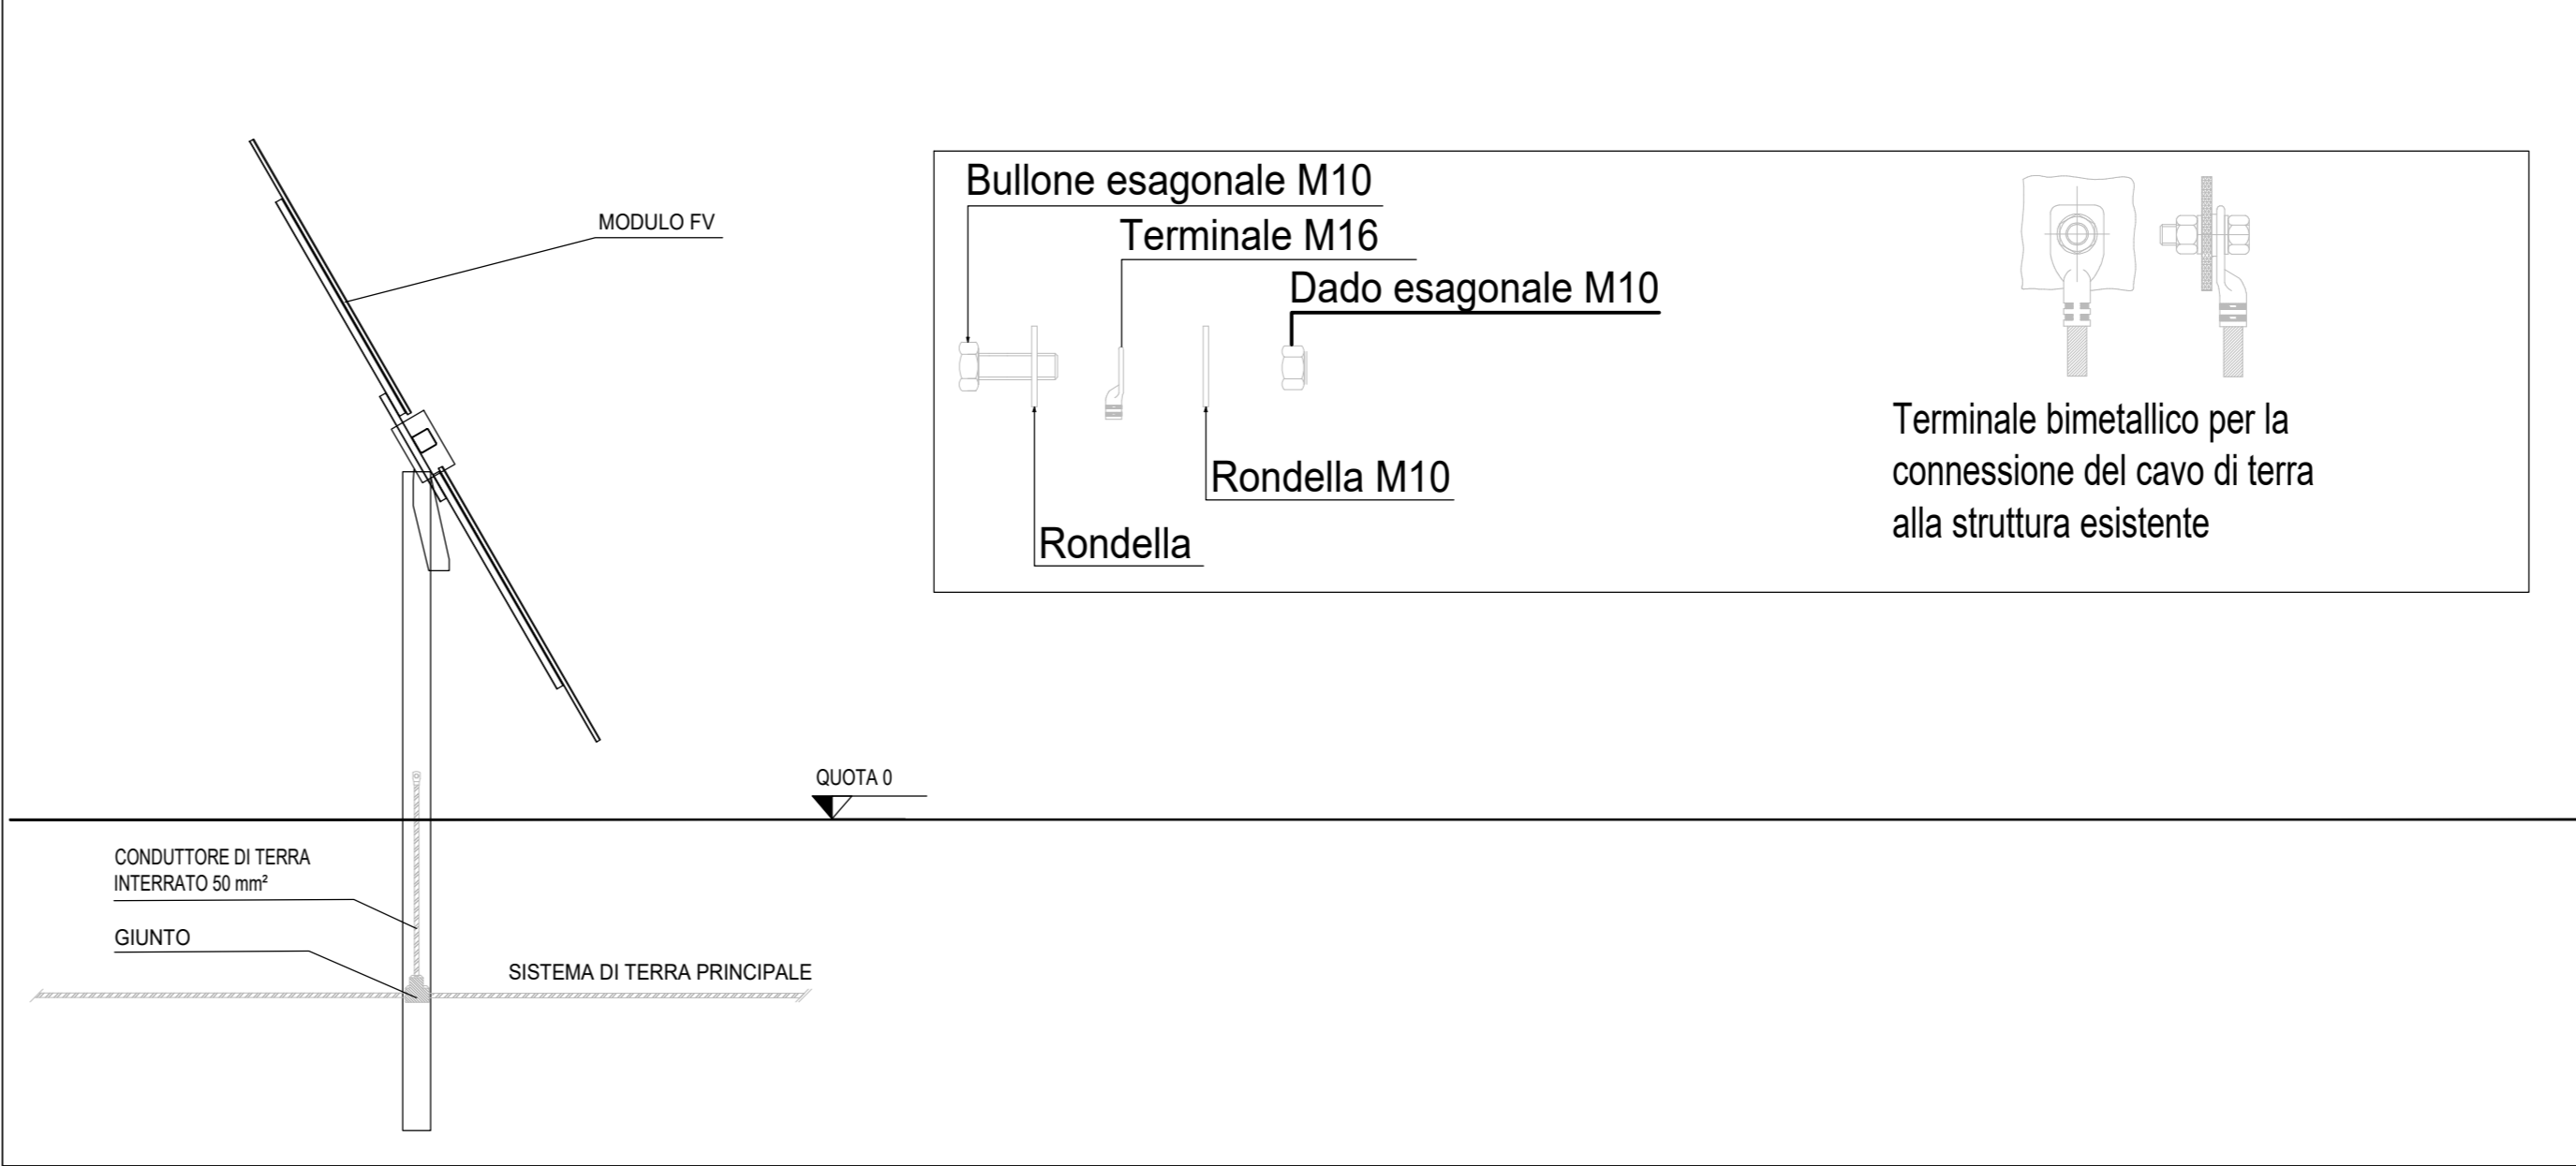 MODULO FV
Bullone esagonale M10
Terminale M16
Dado esagonale M10
Rondella M10
Rondella
Terminale bimetallico per la
connessione del cavo di terra
alla struttura esistente
QUOTA 0
CONDUTTORE DI TERRA
INTERRATO 50 mm²
GIUNTO
SISTEMA DI TERRA PRINCIPALE